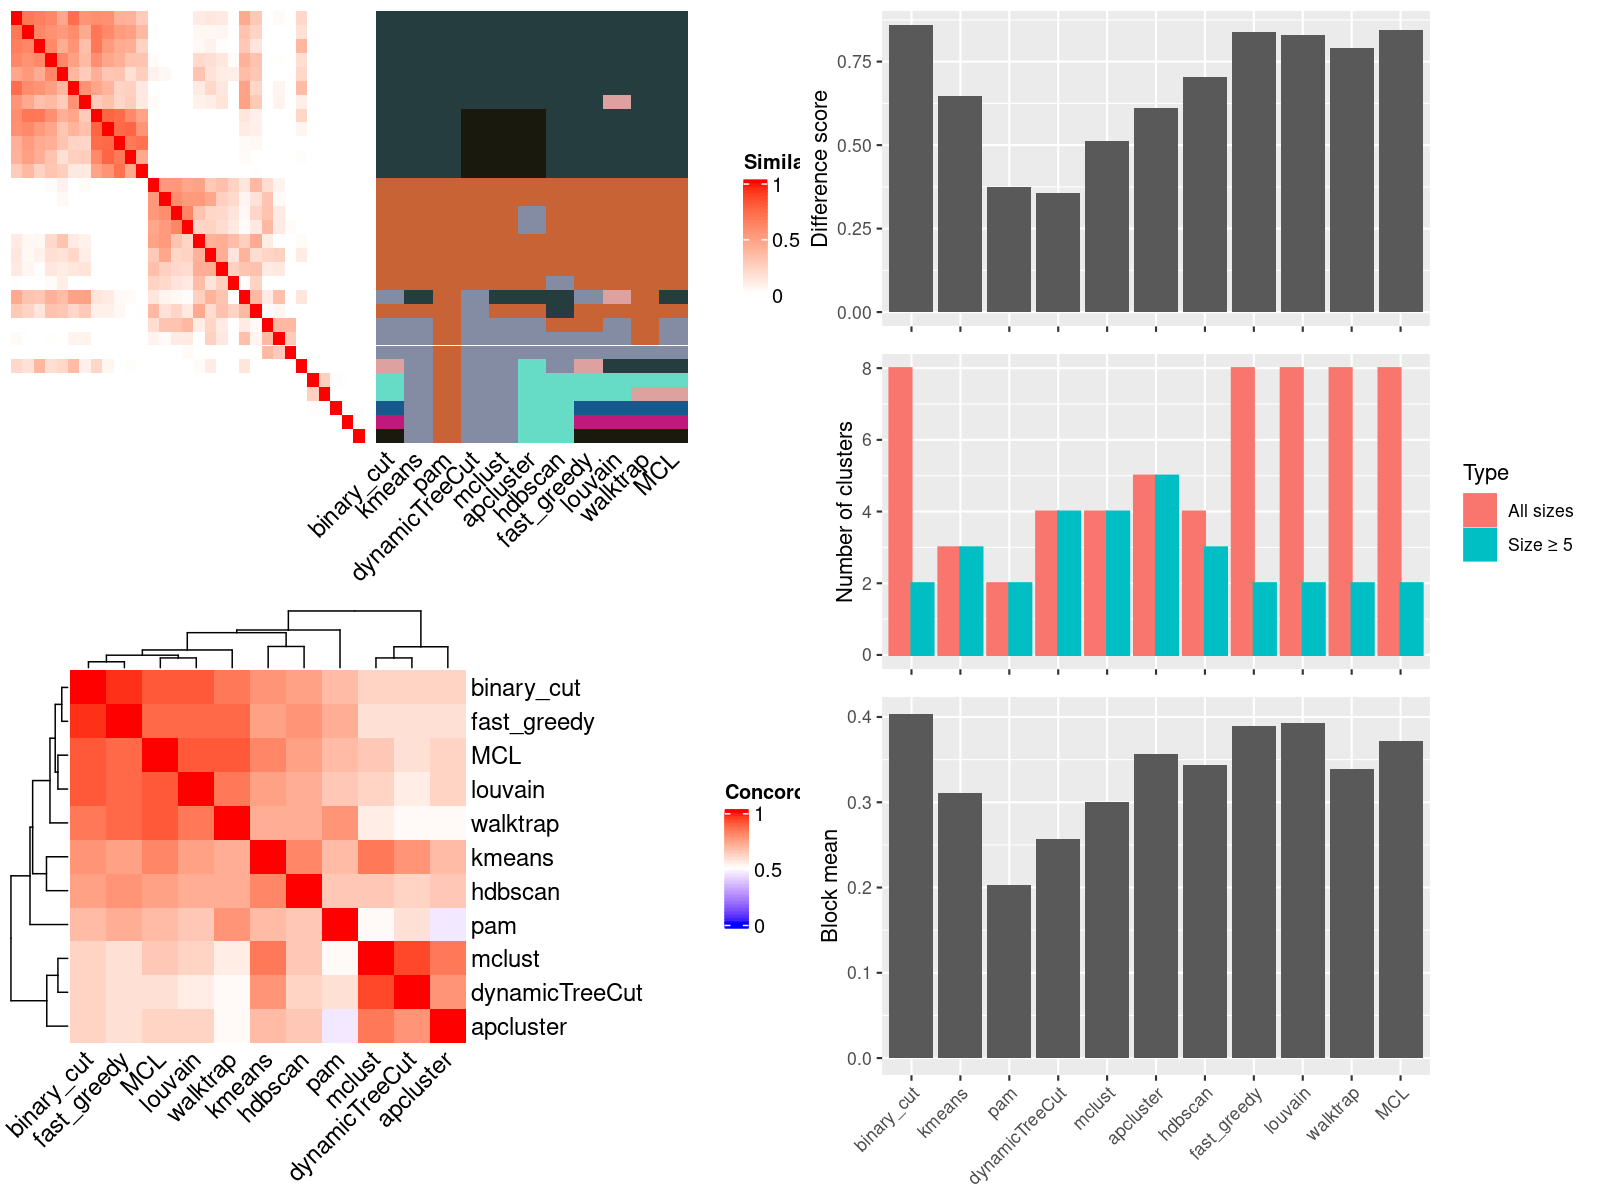 Simila
1
0.5
0
binary_cut
kmeans
pam
dynamicTreeCut
mclust
apcluster
hdbscan
fast_greedy
louvain
walktrap
MCL
binary_cut
fast_greedy
MCL
louvain
walktrap
kmeans
hdbscan
pam
mclust
dynamicTreeCut
apcluster
binary_cut
fast_greedy
MCL
louvain
walktrap
kmeans
hdbscan
pam
mclust
dynamicTreeCut
apcluster
Concord
1
0.5
0
Difference score
0.75
0.50
0.25
0.00
Number of clusters
8
6
4
2
0
Type
All sizes
Size ≥ 5
Block mean
0.4
0.3
0.2
0.1
0.0
binary_cut
kmeans
pam
dynamicTreeCut
mclust
apcluster
hdbscan
fast_greedy
louvain
walktrap
MCL